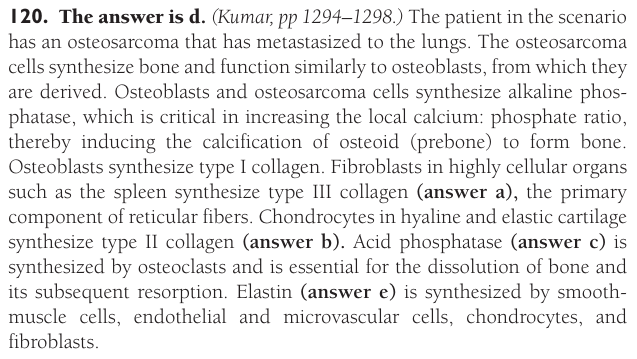 120. The answer is d. (Kumar, pp 1294–1298.) The patient in the scenario
has an osteosarcoma that has metastasized to the lungs. The osteosarcoma
cells synthesize bone and function similarly to osteoblasts, from which they
are derived. Osteoblasts and osteosarcoma cells synthesize alkaline phos-
phatase, which is critical in increasing the local calcium: phosphate ratio,
thereby inducing the calcification of osteoid (prebone) to form bone.
Osteoblasts synthesize type I collagen. Fibroblasts in highly cellular organs
such as the spleen synthesize type III collagen (answer a), the primary
component of reticular fibers. Chondrocytes in hyaline and elastic cartilage
synthesize type II collagen (answer b). Acid phosphatase (answer c) is
synthesized by osteoclasts and is essential for the dissolution of bone and
its subsequent resorption. Elastin (answer e) is synthesized by smooth-
muscle cells, endothelial and microvascular cells, chondrocytes, and
fibroblasts.